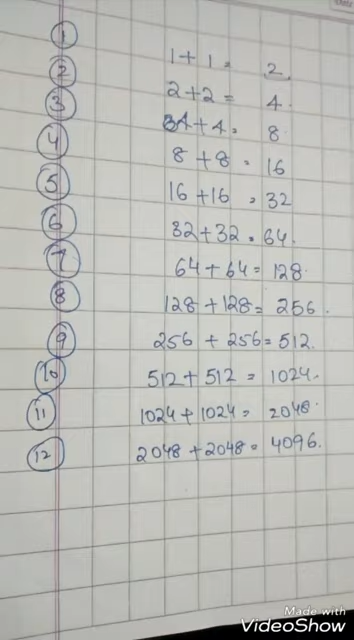 1 1+1= 2.
2 2+2= 4.
3 4+4= 8
4 8+8= 16
5 16+16= 32
6 32+32= 64.
7 64+64= 128.
8 128+128= 256.
9 256+256=512.
10 512+512=1024.
11 1024+1024= 2048.
12 2048+2048= 4096.
Made with
VideoShow